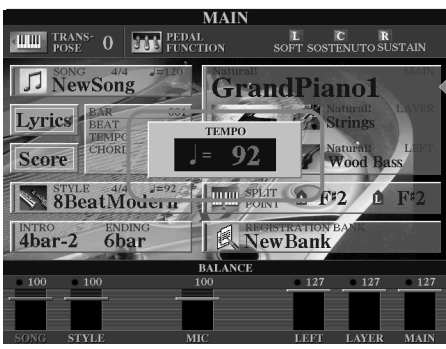 MAIN
TRANS-
POSE 0
PEDAL
FUNCTION
L C R
SOFT SOSTENUTO SUSTAIN
SONG 4/4 ♩=120
NewSong
Natural! MAIN
GrandPiano1
Lyrics
BAR 001
BEAT
TEMPO
CHORD
Natural! LAYER
Strings
TEMPO
♩= 92
Score
Natural! LEFT
Wood Bass
STYLE 4/4 ♩=92
8BeatModern
SPLIT
POINT
F#2 L F#2
INTRO ENDING
4bar-2 6bar
REGISTRATION BANK
NewBank
BALANCE
100 100 100 127 127 127
SONG STYLE MIC LEFT LAYER MAIN